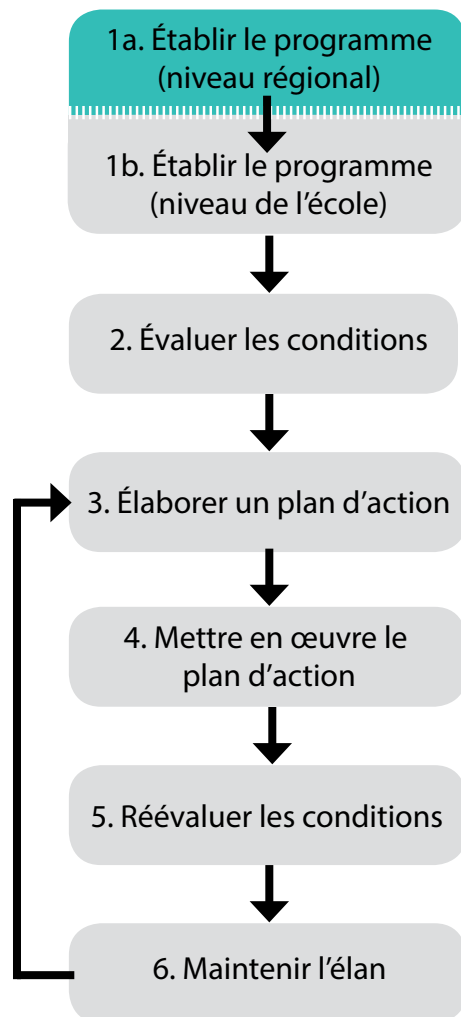 1a. Établir le programme
(niveau régional)
1b. Établir le programme
(niveau de l’école)
2. Évaluer les conditions
3. Élaborer un plan d’action
4. Mettre en œuvre le
plan d’action
5. Réévaluer les conditions
6. Maintenir l’élan